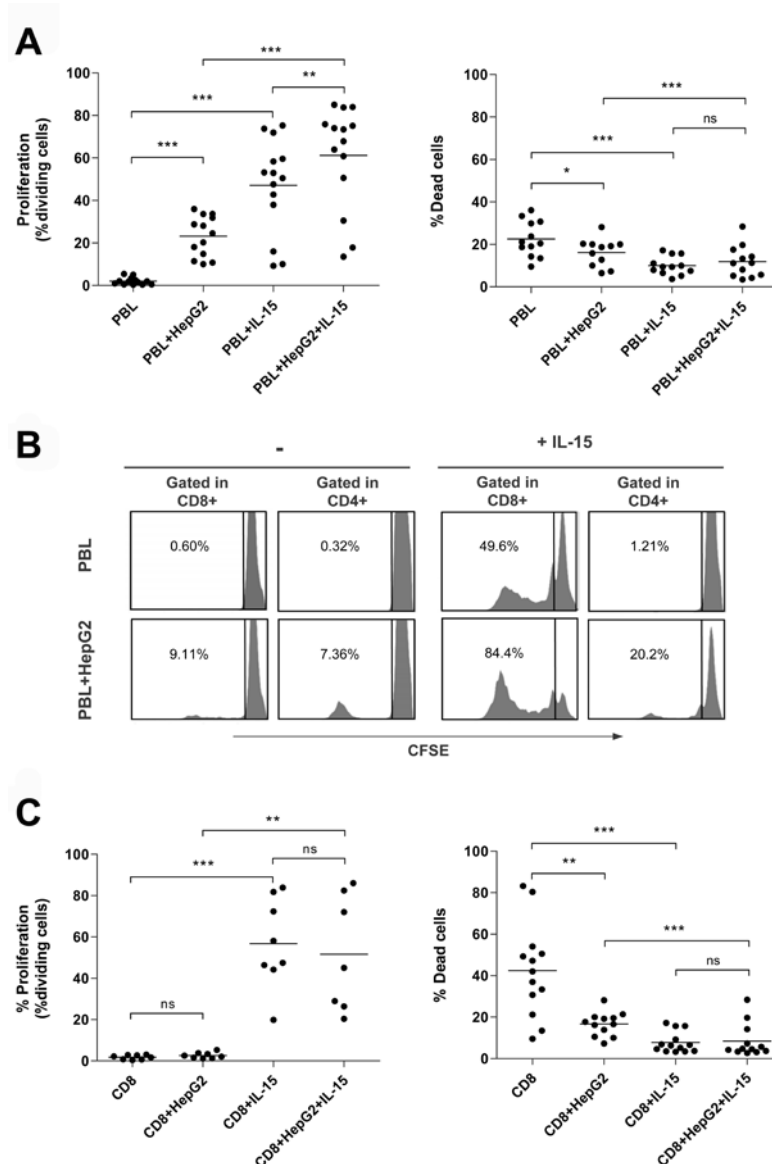 A
Proliferation
(%dividing cells)
100
80
60
40
20
0
***
***
***
**
PBL
PBL+HepG2
PBL+IL-15
PBL+HepG2+IL-15
%Dead cells
100
80
60
40
20
0
***
ns
***
*
PBL
PBL+HepG2
PBL+IL-15
PBL+HepG2+IL-15
B
-
+ IL-15
Gated in
CD8+
Gated in
CD4+
Gated in
CD8+
Gated in
CD4+
PBL
0.60%
0.32%
49.6%
1.21%
PBL+HepG2
9.11%
7.36%
84.4%
20.2%
CFSE
C
% Proliferation
(%dividing cells)
100
80
60
40
20
0
**
ns
***
ns
CD8
CD8+HepG2
CD8+IL-15
CD8+HepG2+IL-15
% Dead cells
100
80
60
40
20
0
***
**
***
ns
CD8
CD8+HepG2
CD8+IL-15
CD8+HepG2+IL-15